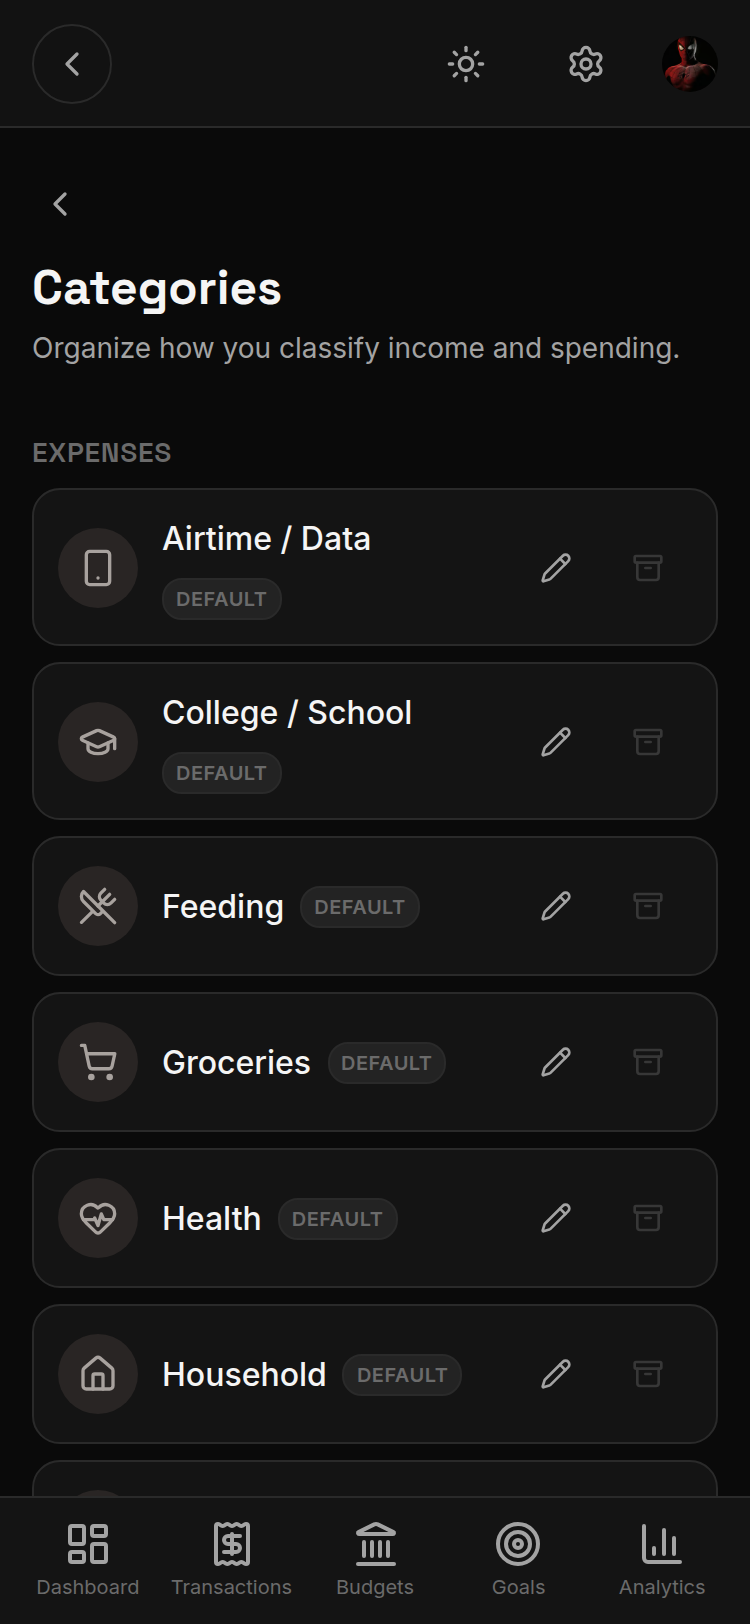 Categories
Organize how you classify income and spending.
EXPENSES
Airtime / Data
DEFAULT
College / School
DEFAULT
Feeding DEFAULT
Groceries DEFAULT
Health DEFAULT
Household DEFAULT
Dashboard Transactions Budgets Goals Analytics